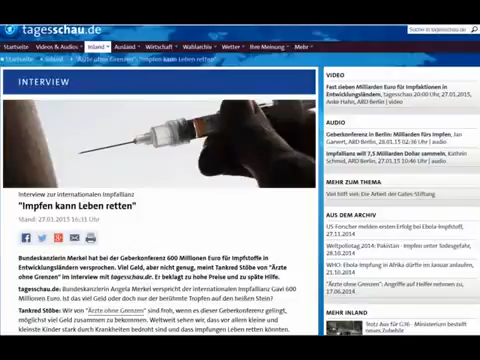 tagesschau.de
Suche in tagesschau.de
Startseite Videos & Audios Inland Ausland Wirtschaft Wahlarchiv Wetter Ihre Meinung Mehr
Startseite Inland "Ärzte ohne Grenzen": "Impfen kann Leben retten"
INTERVIEW
Interview zur internationalen Impfallianz
"Impfen kann Leben retten"
Stand: 27.01.2015 16:11 Uhr
Bundeskanzlerin Merkel hat bei der Geberkonferenz 600 Millionen Euro für Impfstoffe in
Entwicklungsländern versprochen. Viel Geld, aber nicht genug, meint Tankred Stöbe von "Ärzte
ohne Grenzen" im Interview mit tagesschau.de. Er beklagt zu hohe Preise und zu späte Hilfe.
tagesschau.de: Bundeskanzlerin Angela Merkel verspricht der internationalen Impfallianz Gavi 600
Millionen Euro. Ist das viel Geld oder doch nur der berühmte Tropfen auf den heißen Stein?
Tankred Stöbe: Wir von "Ärzte ohne Grenzen" sind froh, wenn es dieser Geberkonferenz gelingt,
möglichst viel Geld zusammen zu bekommen. Weltweit sehen wir, dass vor allem kleine und
kleinste Kinder stark durch Krankheiten bedroht sind und dass Impfungen Leben retten könnten.
VIDEO
Fast sieben Milliarden Euro für Impfaktionen in
Entwicklungsländern, tagesschau 20:00 Uhr, 27.01.2015,
Anke Hahn, ARD Berlin | video
AUDIO
Geberkonferenz in Berlin: Milliarden fürs Impfen, Jan
Garvert, ARD Berlin, 28.01.15 02:36 Uhr | audio
Impfallianz will 7,5 Milliarden Dollar sammeln, Kathrin
Schmid, ARD Berlin, 27.01.15 10:46 Uhr | audio
MEHR ZUM THEMA
Viel hilft viel: Die Arbeit der Gates-Stiftung
AUS DEM ARCHIV
US-Forscher melden ersten Erfolg bei Ebola-Impfstoff,
27.11.2014
Weltpoliotag 2014: Pakistan - Impfen unter Todesgefahr,
28.10.2014
WHO: Ebola-Impfung in Afrika dürfte im Januar anlaufen,
21.10.2014
"Ärzte ohne Grenzen": Angriffe auf Helfer nehmen zu,
17.06.2014
MEHR INLAND
Trotz Aus für G36 - Ministerium bestellt
neues Zubehör